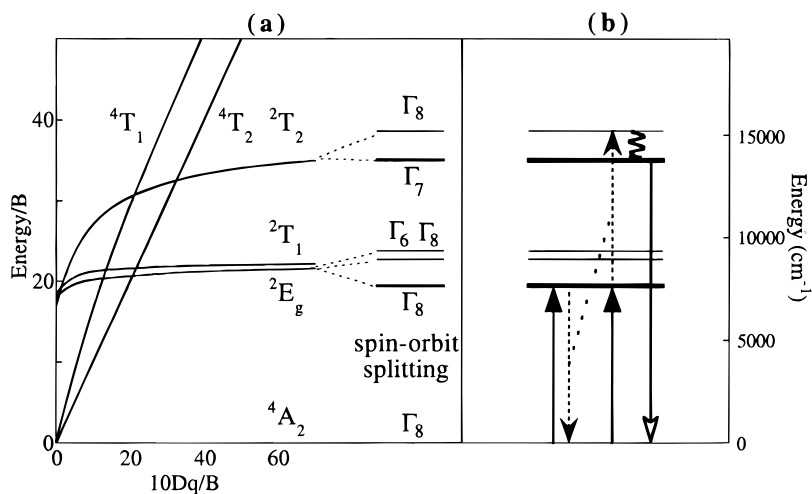 (a)
(b)
⁴T₁
⁴T₂
²T₂
Γ₈
Γ₇
²T₁
Γ₆ Γ₈
²E_g
Γ₈
spin-orbit
splitting
⁴A₂
Γ₈
40
20
0
Energy/B
0
20
40
60
10Dq/B
15000
10000
5000
0
Energy (cm⁻¹)